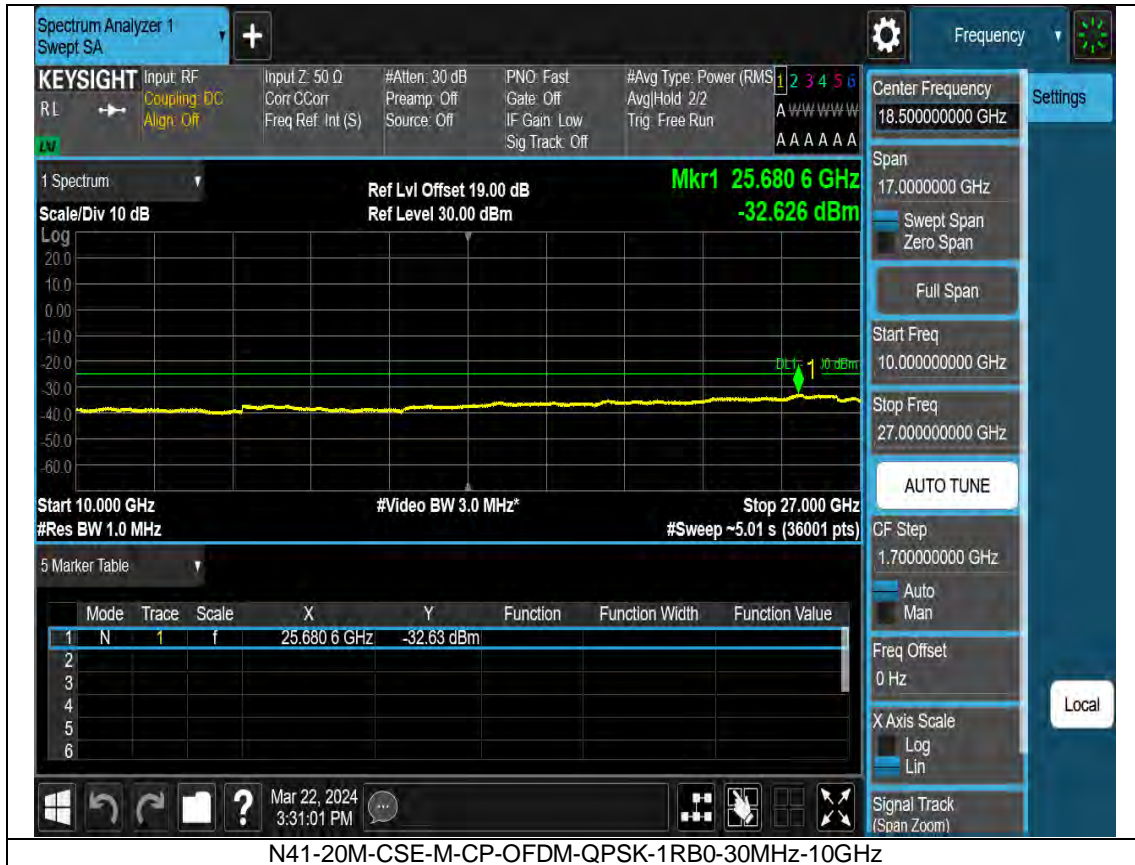 Spectrum Analyzer 1
Swept SA
+
Frequency
KEYSIGHT
RL
LXI
Input: RF
Coupling: DC
Align: Off
Input Z: 50 Ω
Corr CCorr
Freq Ref: Int (S)
#Atten: 30 dB
Preamp: Off
Source: Off
PNO: Fast
Gate: Off
IF Gain: Low
Sig Track: Off
#Avg Type: Power (RMS
Avg|Hold: 2/2
Trig: Free Run
1 2 3 4 5 6
A W W W W W
A A A A A A
1 Spectrum
Scale/Div 10 dB
Ref Lvl Offset 19.00 dB
Ref Level 30.00 dBm
Mkr1 25.680 6 GHz
-32.626 dBm
Log
20.0
10.0
0.00
-10.0
-20.0
-30.0
-40.0
-50.0
-60.0
1
Start 10.000 GHz
#Res BW 1.0 MHz
#Video BW 3.0 MHz*
Stop 27.000 GHz
#Sweep ~5.01 s (36001 pts)
5 Marker Table
Mode Trace Scale X Y Function Function Width Function Value
1 N 1 f 25.680 6 GHz -32.63 dBm
2
3
4
5
6
Mar 22, 2024
3:31:01 PM
?
Center Frequency
18.500000000 GHz
Settings
Span
17.0000000 GHz
Swept Span
Zero Span
Full Span
Start Freq
10.000000000 GHz
Stop Freq
27.000000000 GHz
AUTO TUNE
CF Step
1.700000000 GHz
Auto
Man
Freq Offset
0 Hz
X Axis Scale
Log
Lin
Signal Track
(Span Zoom)
Local
N41-20M-CSE-M-CP-OFDM-QPSK-1RB0-30MHz-10GHz